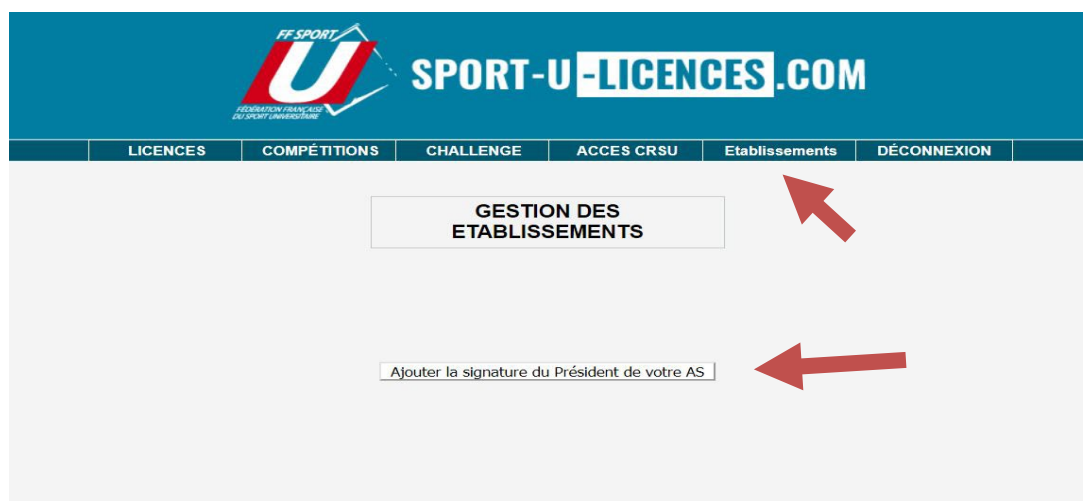 FF SPORT
U
FÉDÉRATION FRANÇAISE
DU SPORT UNIVERSITAIRE
SPORT-U-LICENCES.COM
LICENCES COMPÉTITIONS CHALLENGE ACCES CRSU Etablissements DÉCONNEXION
GESTION DES
ETABLISSEMENTS
Ajouter la signature du Président de votre AS